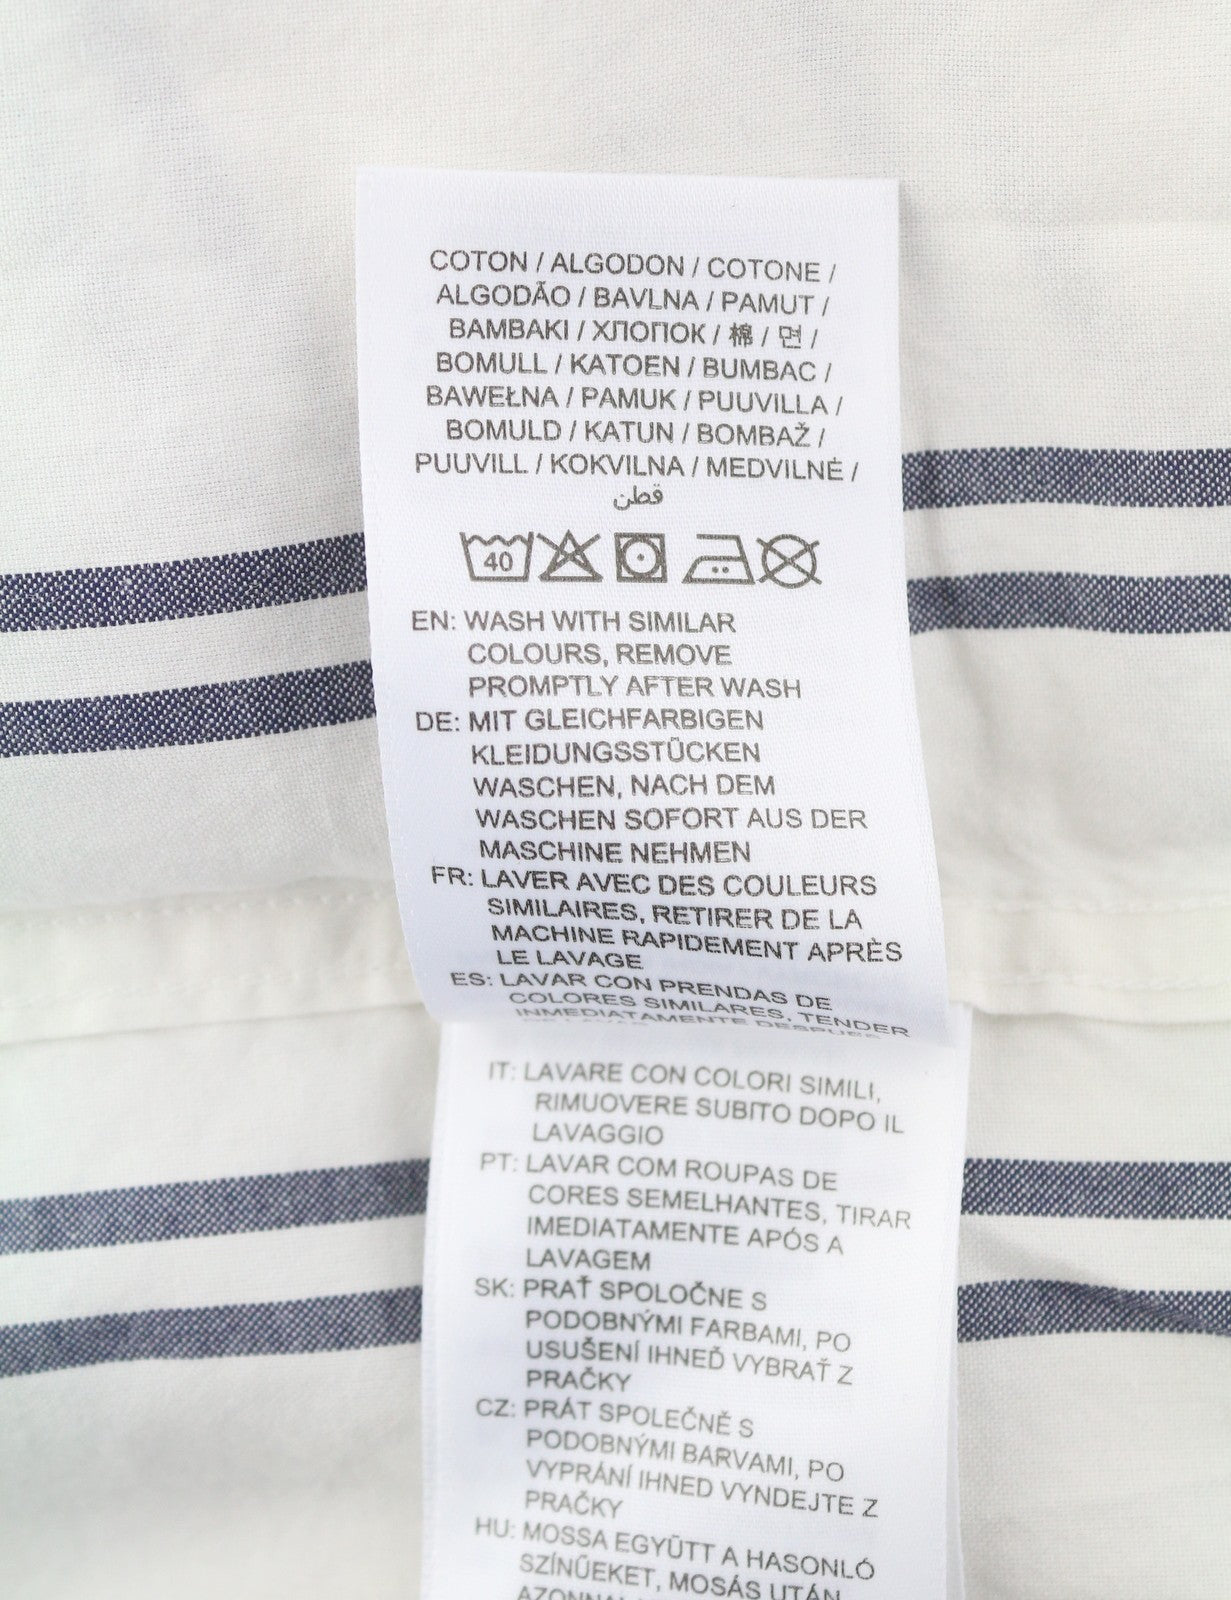 COTON / ALGODON / COTONE /
ALGODÃO / BAVLNA / PAMUT /
BAMBAKI / ХЛОПОК / 棉 / 면 /
BOMULL / KATOEN / BUMBAC /
BAWEŁNA / PAMUK / PUUVILLA /
BOMULD / KATUN / BOMBAŽ /
PUUVILL / KOKVILNA / MEDVILNĖ /
قطن
40
EN: WASH WITH SIMILAR
COLOURS, REMOVE
PROMPTLY AFTER WASH
DE: MIT GLEICHFARBIGEN
KLEIDUNGSSTÜCKEN
WASCHEN, NACH DEM
WASCHEN SOFORT AUS DER
MASCHINE NEHMEN
FR: LAVER AVEC DES COULEURS
SIMILAIRES, RETIRER DE LA
MACHINE RAPIDEMENT APRÈS
LE LAVAGE
ES: LAVAR CON PRENDAS DE
COLORES SIMILARES, TENDER
INMEDIATAMENTE DESPUES
DE LAVAR
IT: LAVARE CON COLORI SIMILI,
RIMUOVERE SUBITO DOPO IL
LAVAGGIO
PT: LAVAR COM ROUPAS DE
CORES SEMELHANTES, TIRAR
IMEDIATAMENTE APÓS A
LAVAGEM
SK: PRAŤ SPOLOČNE S
PODOBNÝMI FARBAMI, PO
USUŠENÍ IHNEĎ VYBRAŤ Z
PRAČKY
CZ: PRÁT SPOLEČNĚ S
PODOBNÝMI BARVAMI, PO
VYPRÁNÍ IHNED VYNDEJTE Z
PRAČKY
HU: MOSSA EGYÜTT A HASONLÓ
SZÍNŰEKET, MOSÁS UTÁN